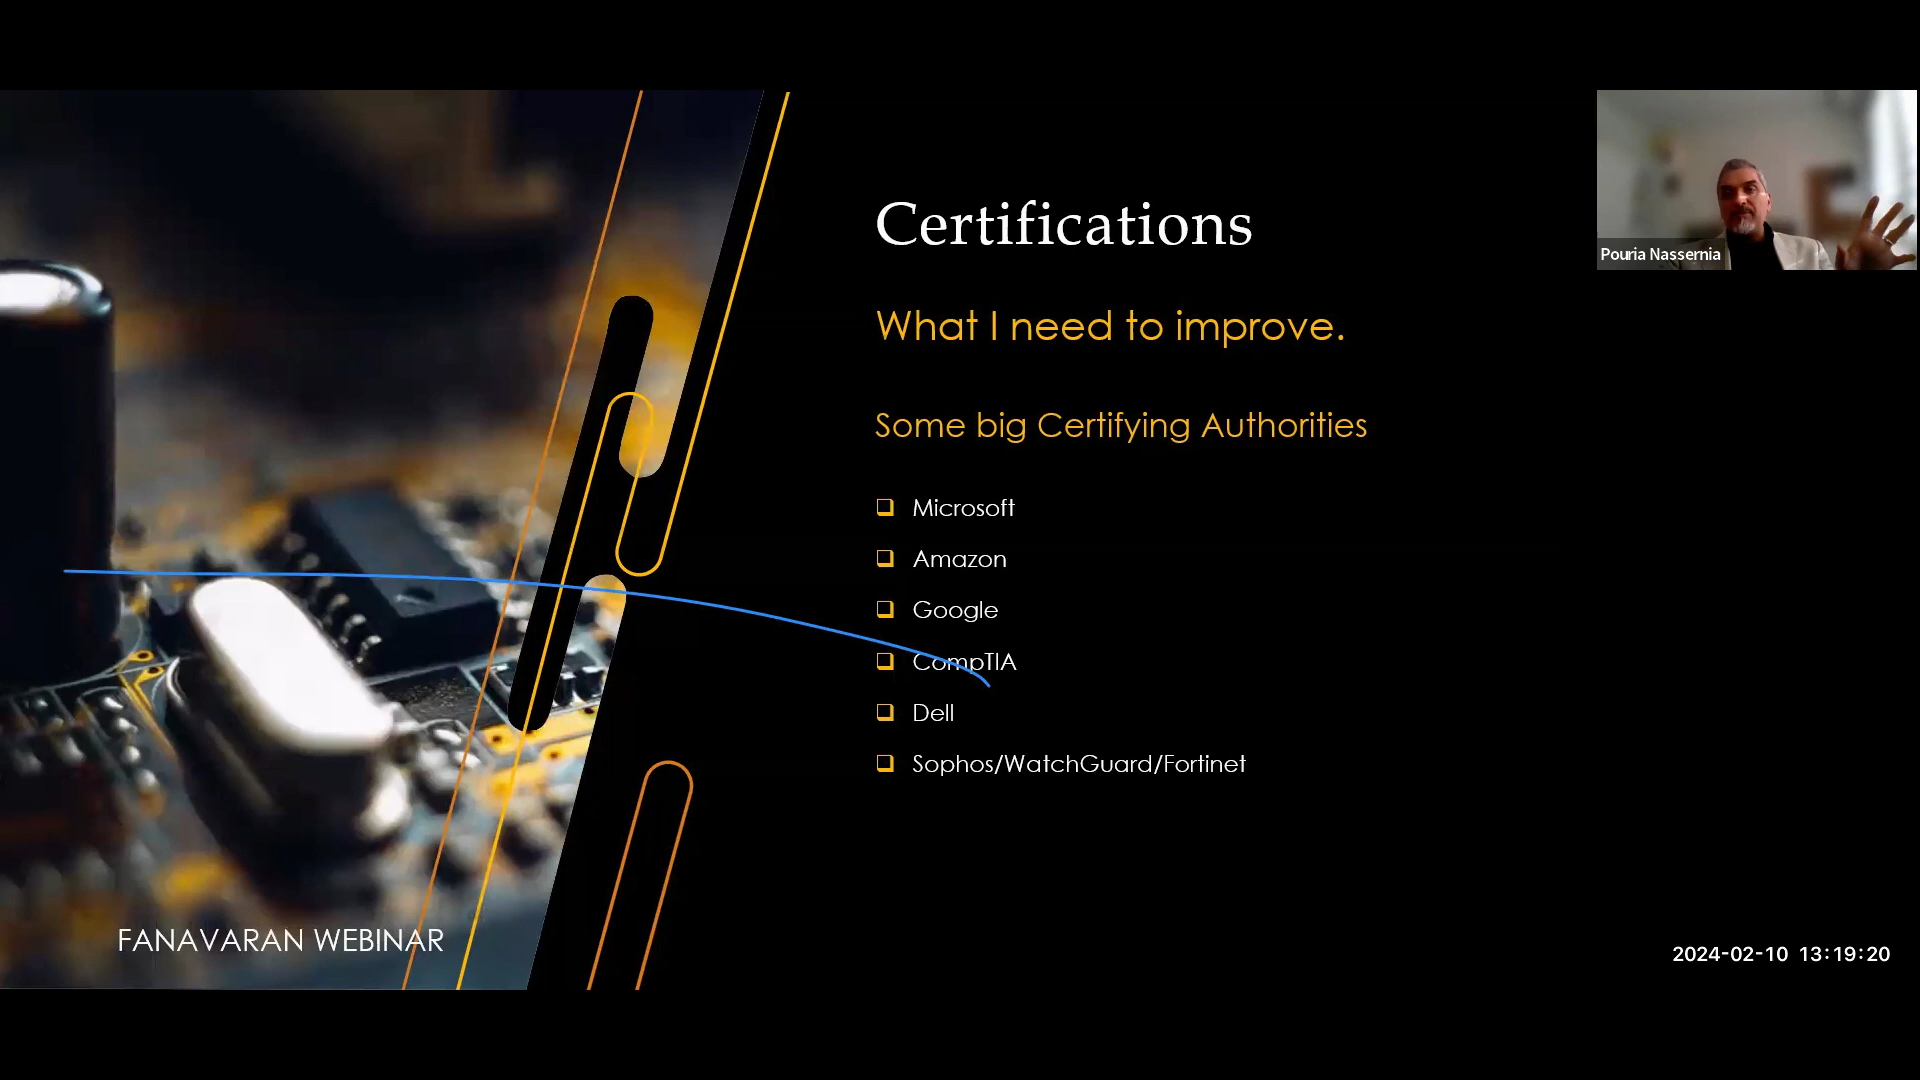 Certifications
What I need to improve.
Some big Certifying Authorities
Microsoft
Amazon
Google
CompTIA
Dell
Sophos/WatchGuard/Fortinet
FANAVARAN WEBINAR
Pouria Nassernia
2024-02-10 13:19:20